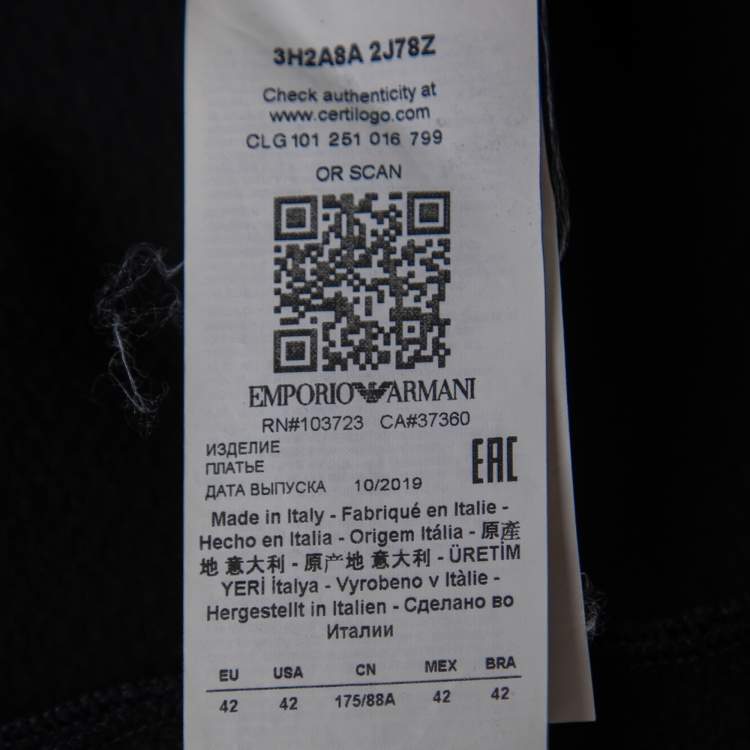 3H2A8A 2J78Z
Check authenticity at
www.certilogo.com
CLG 101 251 016 799
OR SCAN
EMPORIO ARMANI
RN#103723 CA#37360
ИЗДЕЛИЕ
ПЛАТЬЕ
EAC
ДАТА ВЫПУСКА 10/2019
Made in Italy - Fabriqué en Italie -
Hecho en Italia - Origem Itália - 原產
地 意大利 - 原产地 意大利 - ÜRETİM
YERİ İtalya - Vyrobeno v Itàlie -
Hergestellt in Italien - Сделано во
Италии
EU USA CN MEX BRA
42 42 175/88A 42 42